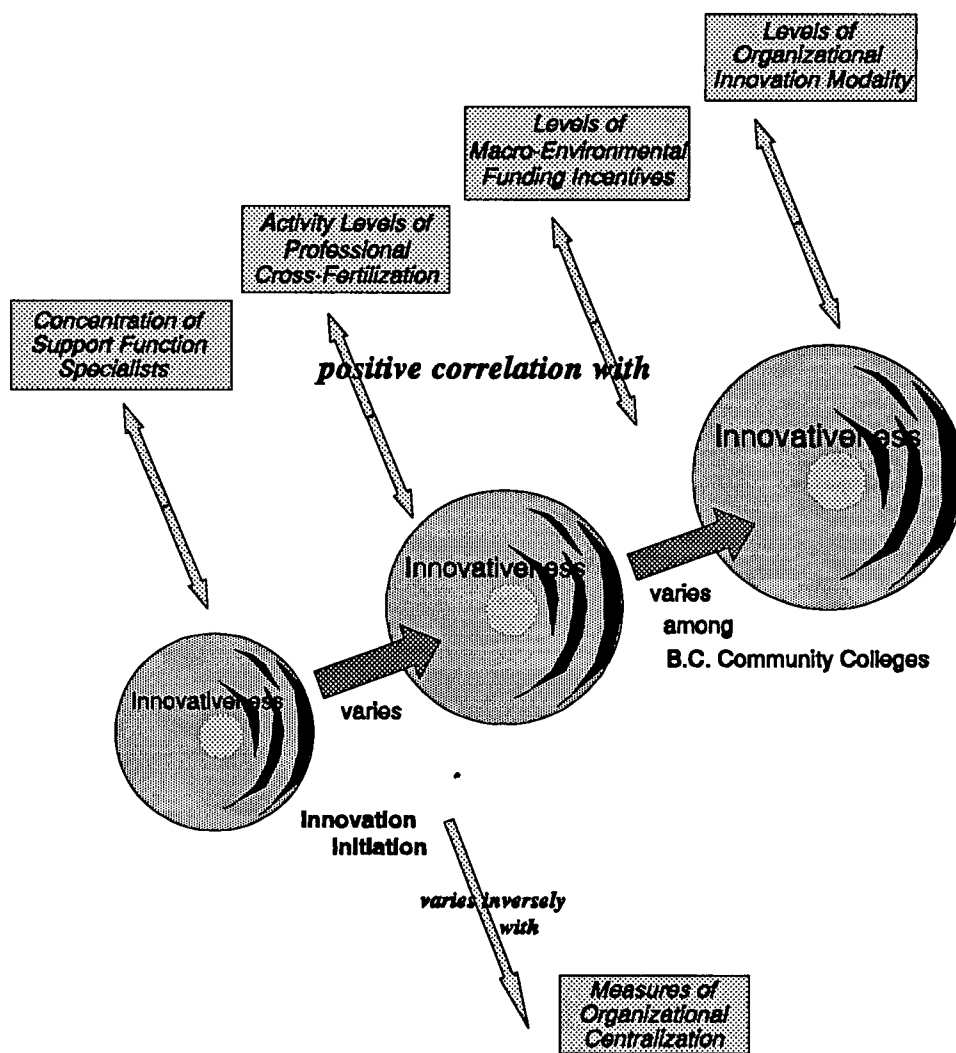 Levels of
Organizational
Innovation Modality
Levels of
Macro-Environmental
Funding Incentives
Activity Levels of
Professional
Cross-Fertilization
Concentration of
Support Function
Specialists
positive correlation with
Innovativeness
Innovativeness
varies
among
B.C. Community Colleges
Innovativeness
varies
Innovation
Initiation
varies inversely
with
Measures of
Organizational
Centralization